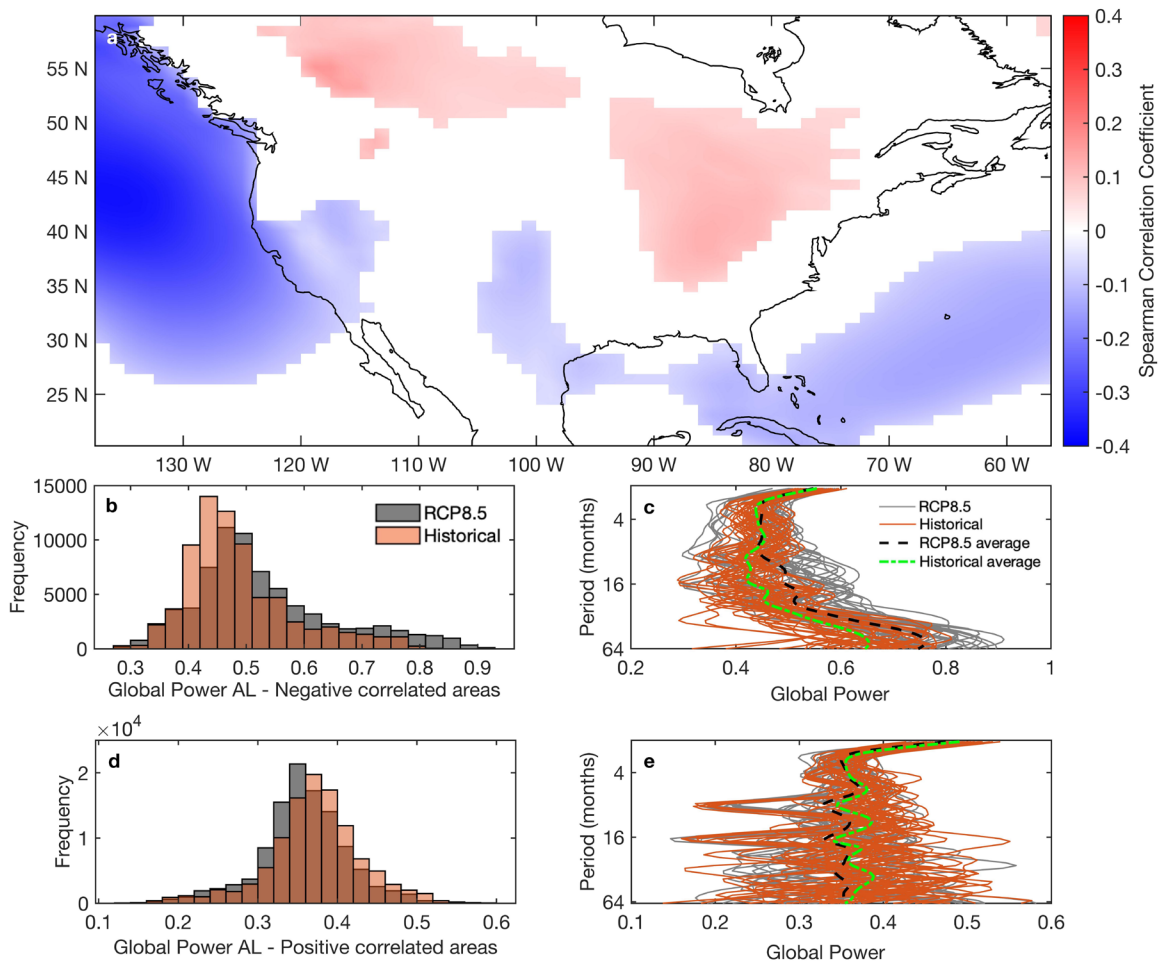 a
55 N
50 N
45 N
40 N
35 N
30 N
25 N
130 W 120 W 110 W 100 W 90 W 80 W 60 W
0.4
0.3
0.2
0.1
0
-0.1
-0.2
-0.3
-0.4
Spearman Correlation Coefficient
b
RCP8.5
Historical
15000
10000
5000
0
Frequency
0.3 0.4 0.5 0.6 0.7 0.8 0.9
Global Power AL - Negative correlated areas
c
RCP8.5
Historical
RCP8.5 average
Historical average
4
16
64
Period (months)
0.2 0.4 0.6 0.8 1
Global Power
×10^4
d
2
1
0
Frequency
0.1 0.2 0.3 0.4 0.5 0.6
Global Power AL - Positive correlated areas
e
4
16
64
Period (months)
0.1 0.2 0.3 0.4 0.5 0.6
Global Power